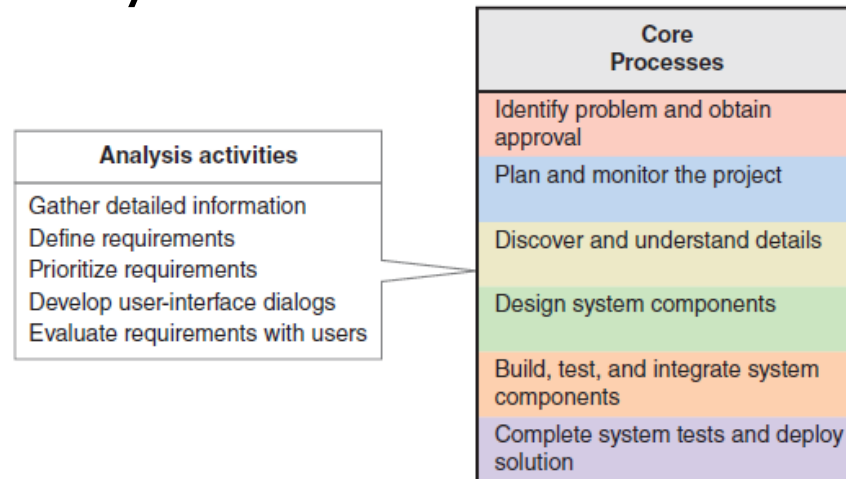 Core
Processes
Identify problem and obtain
approval
Plan and monitor the project
Discover and understand details
Design system components
Build, test, and integrate system
components
Complete system tests and deploy
solution
Analysis activities
Gather detailed information
Define requirements
Prioritize requirements
Develop user-interface dialogs
Evaluate requirements with users